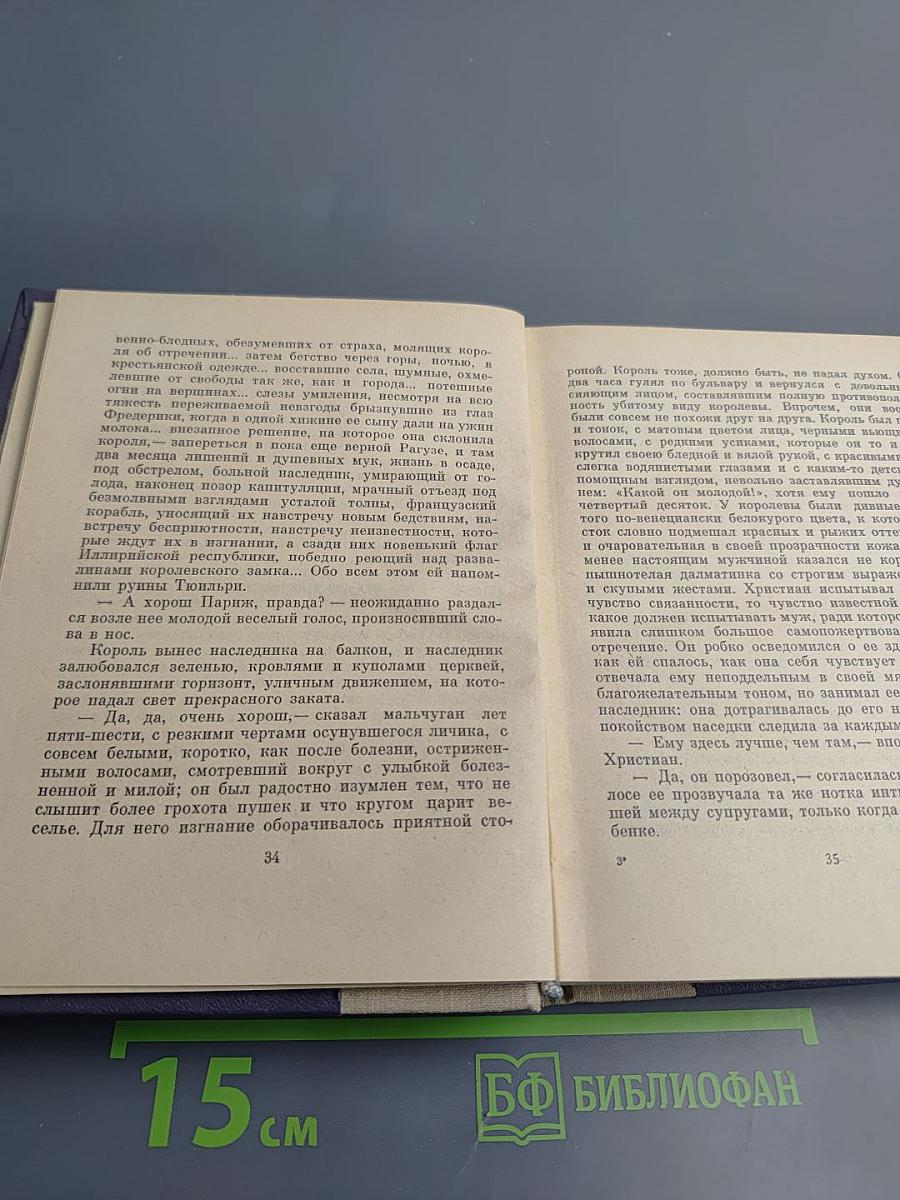 венно-бледных, обезумевших от страха, молящих коро-
ля об отречении... затем бегство через горы, ночью, в
крестьянской одежде... восставшие села, шумные, охме-
левшие от свободы так же, как и города... потешные
огни на вершинах... слезы умиления, несмотря на всю
тяжесть переживаемой невзгоды брызнувшие из глаз
Фредерики, когда в одной хижине ее сыну дали на ужин
молока... внезапное решение, на которое она склонила
короля,— запереться в пока еще верной Рагузе, и там
два месяца лишений и душевных мук, жизнь в осаде,
под обстрелом, больной наследник, умирающий от го-
лода, наконец позор капитуляции, мрачный отъезд под
безмолвными взглядами усталой толпы, французский
корабль, уносящий их навстречу новым бедствиям, на-
встречу бесприютности, навстречу неизвестности, кото-
рые ждут их в изгнании, а сзади них новенький флаг
Иллирийской республики, победно реющий над разва-
линами королевского замка... Обо всем этом ей напом-
нили руины Тюильри.
— А хорош Париж, правда? — неожиданно раздал-
ся возле нее молодой веселый голос, произносивший сло-
ва в нос.
Король вынес наследника на балкон, и наследник
залюбовался зеленью, кровлями и куполами церквей,
заслонявшими горизонт, уличным движением, на кото-
рое падал свет прекрасного заката.
— Да, да, очень хорош,— сказал мальчуган лет
пяти-шести, с резкими чертами осунувшегося личика, с
совсем белыми, коротко, как после болезни, острижен-
ными волосами, смотревший вокруг с улыбкой болез-
ненной и милой; он был радостно изумлен тем, что не
слышит более грохота пушек и что кругом царит ве-
селье. Для него изгнание оборачивалось приятной сто-
34
роной. Король тоже, должно быть, не падал духом.
два часа гулял по бульвару и вернулся с довольн
сияющим лицом, составлявшим полную противопол
ность убитому виду королевы. Впрочем, они воо
были совсем не похожи друг на друга. Король был
и тонок, с матовым цветом лица, черными вьющи
волосами, с редкими усиками, которые он то и
крутил своею бледной и вялой рукой, с красивыми
слегка водянистыми глазами и с каким-то детск
помощным взглядом, невольно заставлявшим ду
нем: «Какой он молодой!», хотя ему пошло
четвертый десяток. У королевы были дивные
того по-венециански белокурого цвета, к кото
сток словно подмешал красных и рыжих отте
и очаровательная в своей прозрачности кожа
менее настоящим мужчиной казался не кор
пышнотелая далматинка со строгим выраже
и скупыми жестами. Христиан испытывал
чувство связанности, то чувство известной
какое должен испытывать муж, ради которо
явила слишком большое самопожертвова
отречение. Он робко осведомился о ее зд
как ей спалось, как она себя чувствует
отвечала ему неподдельным в своей мя
благожелательным тоном, но занимал ее
наследник: она дотрагивалась до его н
покойством наседки следила за каждым
— Ему здесь лучше, чем там,— впо
Христиан.
— Да, он порозовел,— согласилась
лосе ее прозвучала та же нотка инти
шей между супругами, только когда
бенке.
3*
35
15 см
БФ БИБЛИОФАН